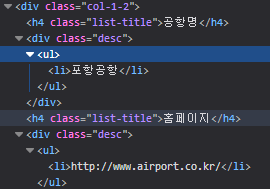 <div class="col-1-2">
<h4 class="list-title">공항명</h4>
<div class="desc">
<ul>
<li>포항공항</li>
</ul>
</div>
<h4 class="list-title">홈페이지</h4>
<div class="desc">
<ul>
<li>http://www.airport.co.kr/</li>
</ul>